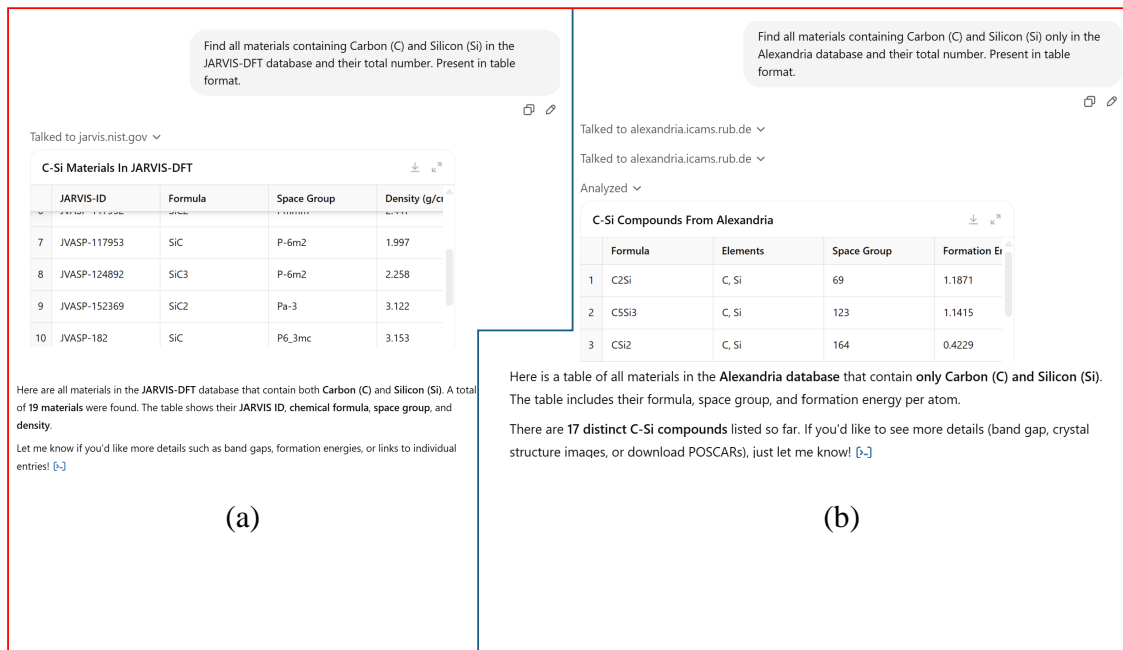 Find all materials containing Carbon (C) and Silicon (Si) in the
JARVIS-DFT database and their total number. Present in table
format.
Talked to jarvis.nist.gov
C-Si Materials In JARVIS-DFT
JARVIS-ID Formula Space Group Density (g/c
7 JVASP-117953 SiC P-6m2 1.997
8 JVASP-124892 SiC3 P-6m2 2.258
9 JVASP-152369 SiC2 Pa-3 3.122
10 JVASP-182 SiC P6_3mc 3.153
Here are all materials in the JARVIS-DFT database that contain both Carbon (C) and Silicon (Si). A total
of 19 materials were found. The table shows their JARVIS ID, chemical formula, space group, and
density.
Let me know if you'd like more details such as band gaps, formation energies, or links to individual
entries! [>-]
(a)
Find all materials containing Carbon (C) and Silicon (Si) only in the
Alexandria database and their total number. Present in table
format.
Talked to alexandria.icams.rub.de
Talked to alexandria.icams.rub.de
Analyzed
C-Si Compounds From Alexandria
Formula Elements Space Group Formation En
1 C2Si C, Si 69 1.1871
2 C5Si3 C, Si 123 1.1415
3 CSi2 C, Si 164 0.4229
Here is a table of all materials in the Alexandria database that contain only Carbon (C) and Silicon (Si).
The table includes their formula, space group, and formation energy per atom.
There are 17 distinct C-Si compounds listed so far. If you'd like to see more details (band gap, crystal
structure images, or download POSCARs), just let me know! [>-]
(b)